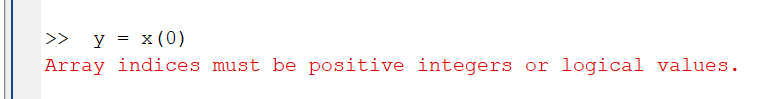 >> y = x(0)
Array indices must be positive integers or logical values.